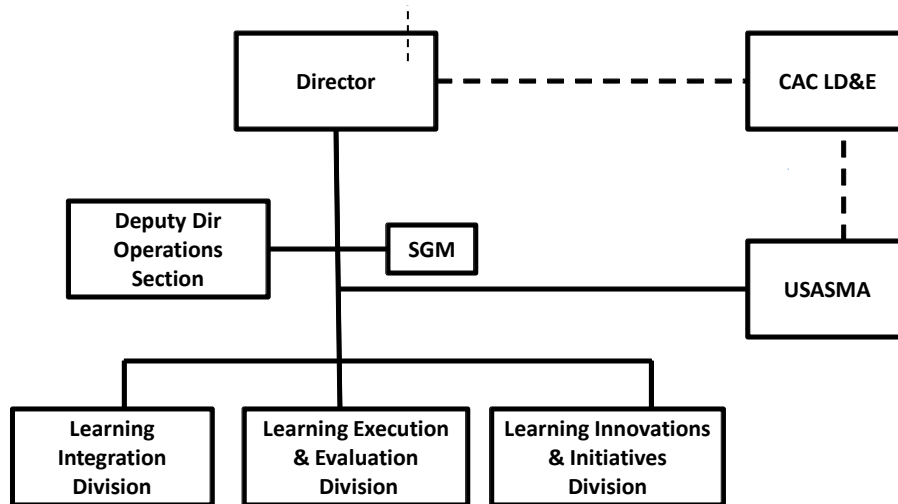 Director
CAC LD&E
Deputy Dir
Operations
Section
SGM
USASMA
Learning
Integration
Division
Learning Execution
& Evaluation
Division
Learning Innovations
& Initiatives
Division